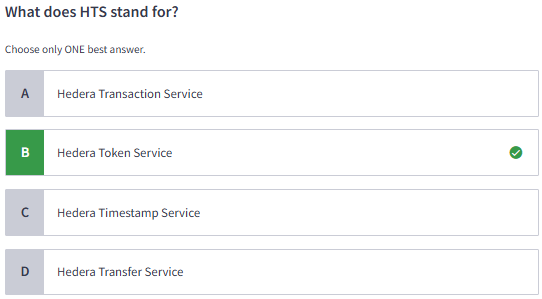 What does HTS stand for?
Choose only ONE best answer.
A Hedera Transaction Service
B Hedera Token Service
C Hedera Timestamp Service
D Hedera Transfer Service